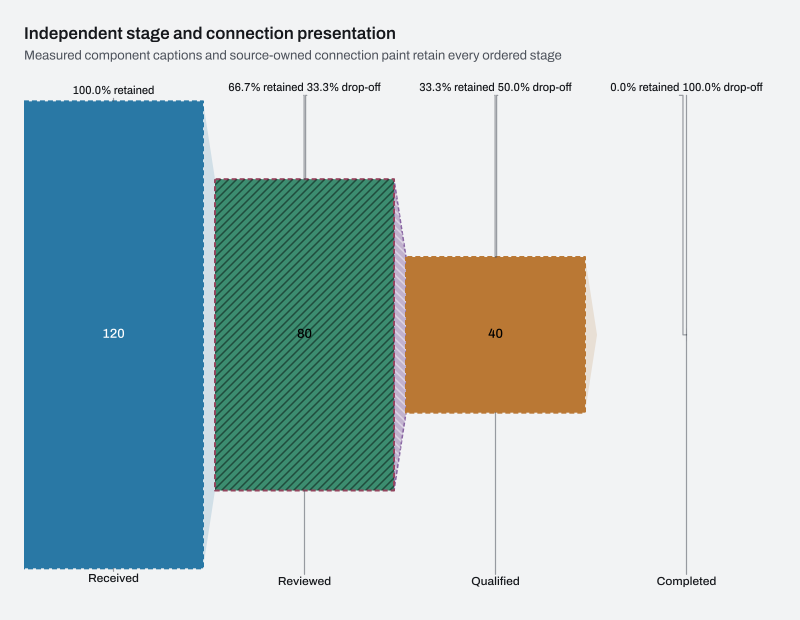 Independent stage and connection presentation
Measured component captions and source-owned connection paint retain every ordered stage
100.0% retained
66.7% retained 33.3% drop-off
33.3% retained 50.0% drop-off
0.0% retained 100.0% drop-off
120
80
40
Received
Reviewed
Qualified
Completed